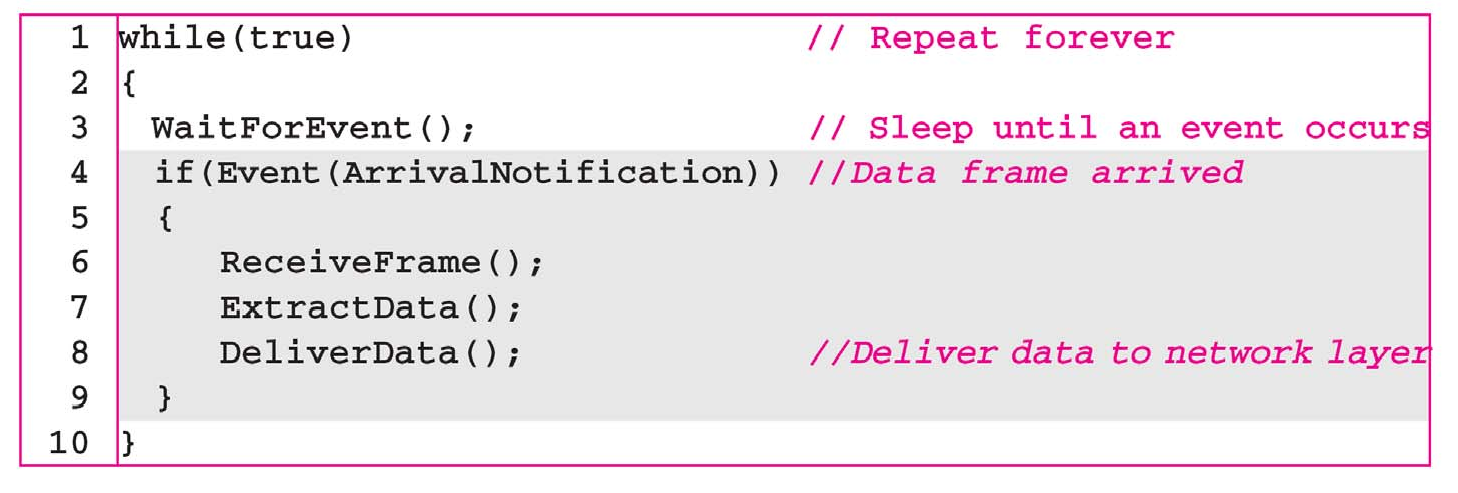 1 while(true) // Repeat forever
2 {
3 WaitForEvent(); // Sleep until an event occurs
4 if(Event(ArrivalNotification)) //Data frame arrived
5 {
6 ReceiveFrame();
7 ExtractData();
8 DeliverData(); //Deliver data to network layer
9 }
10 }